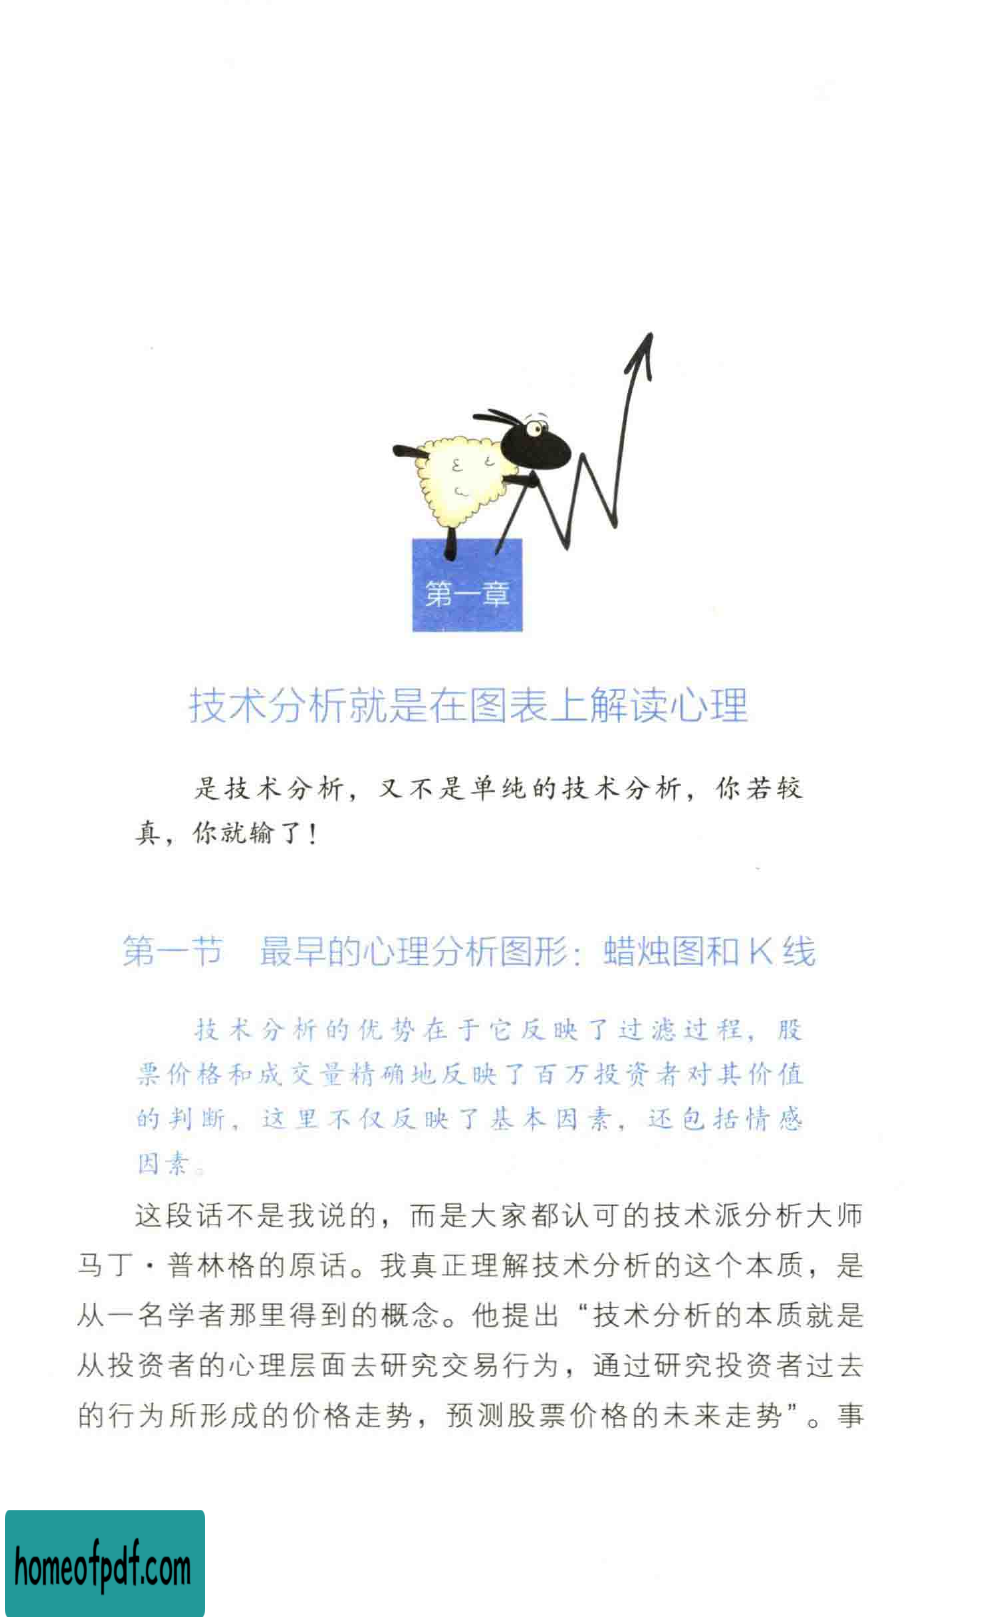 第一章
技术分析就是在图表上解读心理
是技术分析，又不是单纯的技术分析，你若较
真，你就输了！
第一节 最早的心理分析图形：蜡烛图和K线
技术分析的优势在于它反映了过滤过程，股
票价格和成交量精确地反映了百万投资者对其价值
的判断，这里不仅反映了基本因素，还包括情感
因素。
这段话不是我说的，而是大家都认可的技术派分析大师
马丁·普林格的原话。我真正理解技术分析的这个本质，是
从一名学者那里得到的概念。他提出“技术分析的本质就是
从投资者的心理层面去研究交易行为，通过研究投资者过去
的行为所形成的价格走势，预测股票价格的未来走势”。事
homeofpdf.com